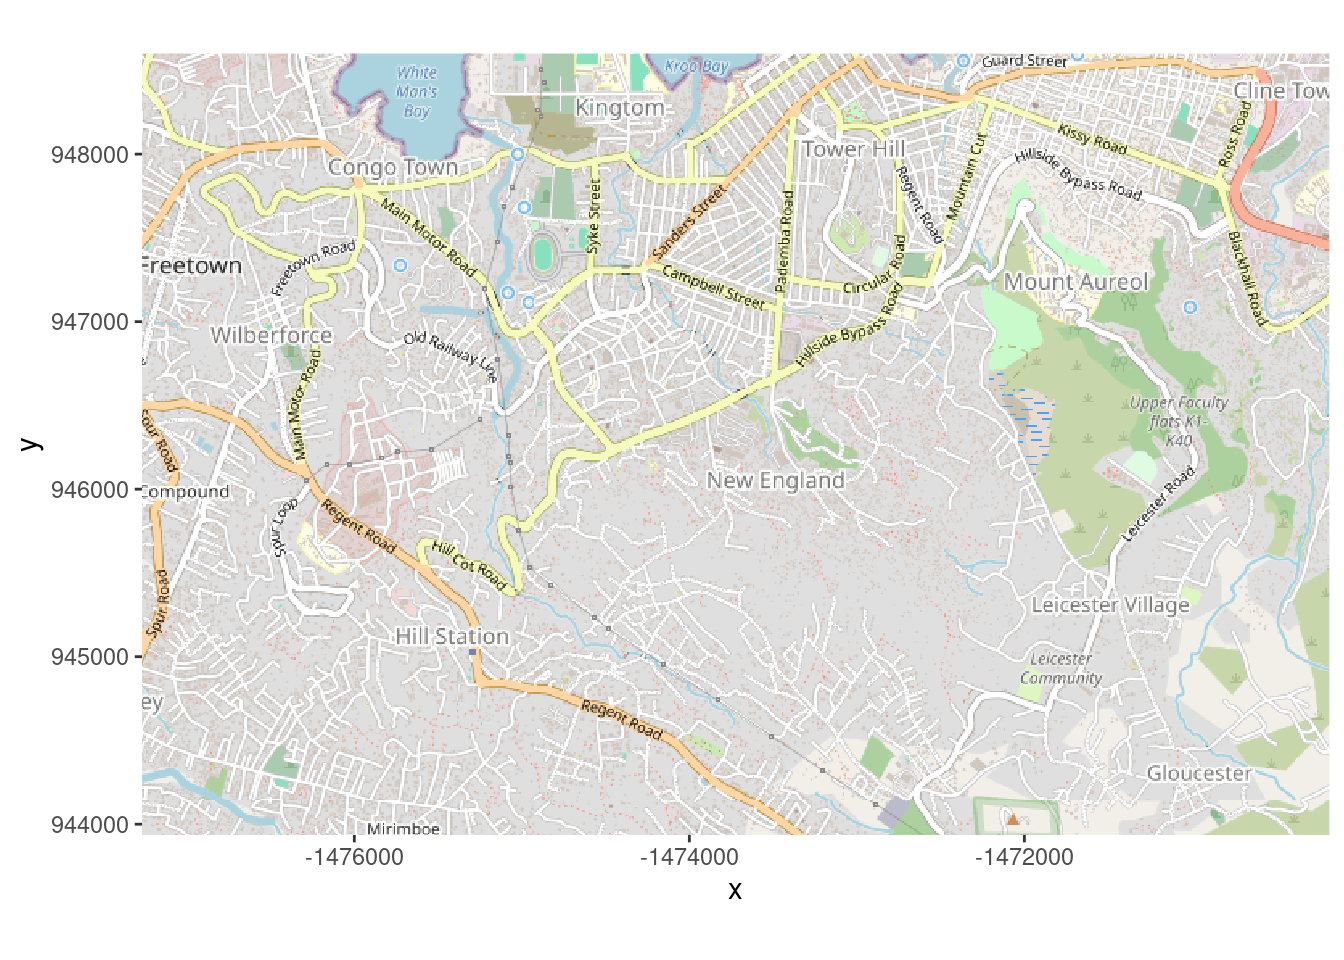 Guard Street
White
Man's
Bay
Kroo Bay
Cline Tow
Kingtom
Kissy Road
Ross Road
948000
Congo Town
Tower Hill
Hillside Bypass Road
Mountain Cut
Regent Road
Main Motor Road
Syke Street
Sanders Street
Pademba Road
Freetown Road
Freetown
Circular Road
Mount Aureol
Blackhall Road
Campbell Street
947000
Wilberforce
Old Railway Line
Hillside Bypass Road
Main Motor Road
Upper Faculty
flats K1-
K40
our Road
y
946000
Compound
New England
Spur Loop
Regent Road
Leicester Road
Hill Cot Road
Spur Road
Leicester Village
Hill Station
945000
Leicester
Community
ey
Regent Road
Gloucester
944000
Mirimboe
-1476000
-1474000
-1472000
x